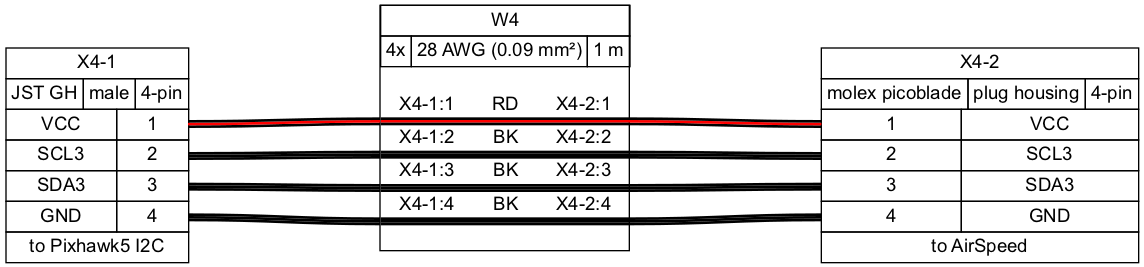 W4
4x 28 AWG (0.09 mm²) 1 m
X4-1
JST GH male 4-pin
VCC 1
SCL3 2
SDA3 3
GND 4
to Pixhawk5 I2C
X4-1:1 RD X4-2:1
X4-1:2 BK X4-2:2
X4-1:3 BK X4-2:3
X4-1:4 BK X4-2:4
X4-2
molex picoblade plug housing 4-pin
1 VCC
2 SCL3
3 SDA3
4 GND
to AirSpeed